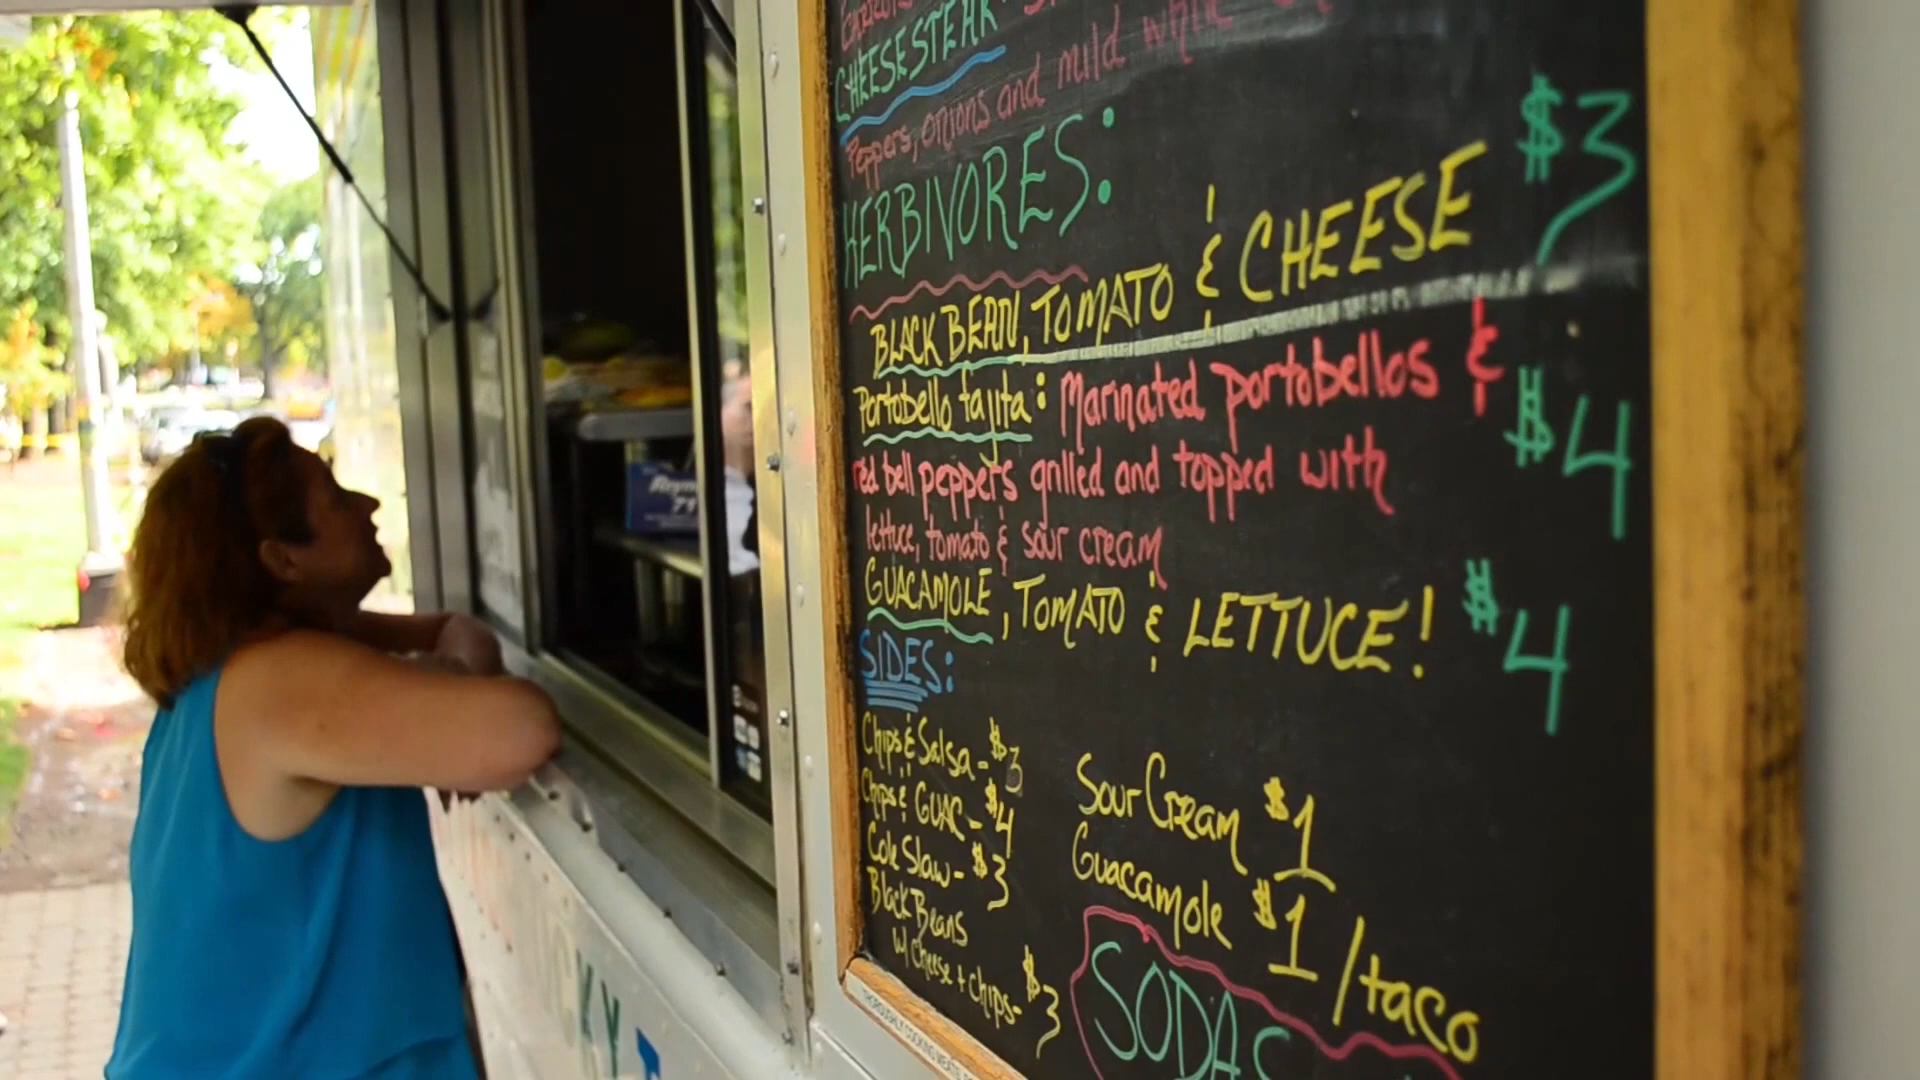 CHEESESTEAK
Peppers, onions and mild white
HERBIVORES:
BLACK BEAN, TOMATO & CHEESE $3
Portobello fajita: Marinated portobellos &
red bell peppers grilled and topped with $4
lettuce, tomato & sour cream
GUACAMOLE, TOMATO & LETTUCE! $4
SIDES:
Chips & Salsa - $3
Chips & GUAC - $4
Cole Slaw - $3
Black Beans
w/ Cheese + Chips - $3
Sour Cream $1
Guacamole $1/taco
SODAS